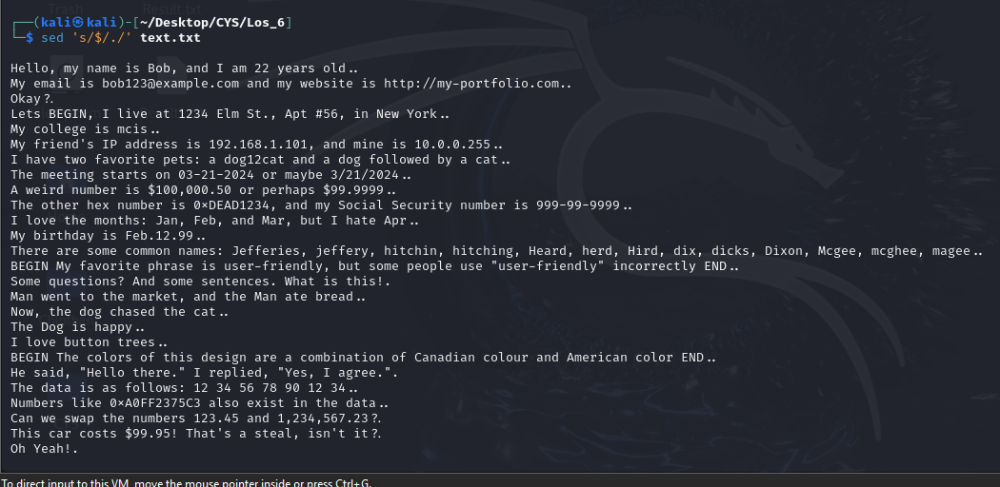 Trash Result.txt
┌──(kali㉿kali)-[~/Desktop/CYS/Los_6]
└─$ sed 's/$/./' text.txt
Hello, my name is Bob, and I am 22 years old..
My email is bob123@example.com and my website is http://my-portfolio.com..
Okay?.
Lets BEGIN, I live at 1234 Elm St., Apt #56, in New York..
My college is mcis..
My friend's IP address is 192.168.1.101, and mine is 10.0.0.255..
I have two favorite pets: a dog12cat and a dog followed by a cat..
The meeting starts on 03-21-2024 or maybe 3/21/2024..
A weird number is $100,000.50 or perhaps $99.9999..
The other hex number is 0xDEAD1234, and my Social Security number is 999-99-9999..
I love the months: Jan, Feb, and Mar, but I hate Apr..
My birthday is Feb.12.99..
There are some common names: Jefferies, jeffery, hitchin, hitching, Heard, herd, Hird, dix, dicks, Dixon, Mcgee, mcghee, magee..
BEGIN My favorite phrase is user-friendly, but some people use "user-friendly" incorrectly END..
Some questions? And some sentences. What is this!.
Man went to the market, and the Man ate bread..
Now, the dog chased the cat..
The Dog is happy..
I love button trees..
BEGIN The colors of this design are a combination of Canadian colour and American color END..
He said, "Hello there." I replied, "Yes, I agree.".
The data is as follows: 12 34 56 78 90 12 34..
Numbers like 0xA0FF2375C3 also exist in the data..
Can we swap the numbers 123.45 and 1,234,567.23?.
This car costs $99.95! That's a steal, isn't it?.
Oh Yeah!.
To direct input to this VM, move the mouse pointer inside or press Ctrl+G.